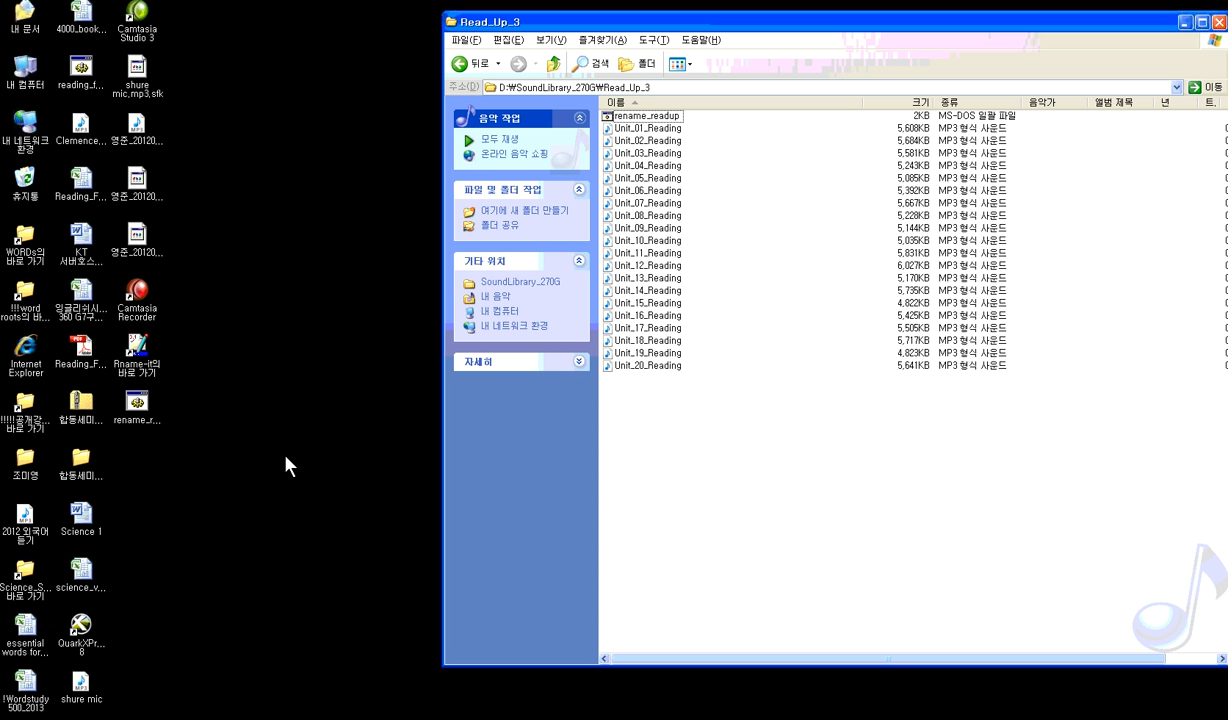 내 문서
4000_book...
Camtasia
Studio 3
내 컴퓨터
reading_f...
shure
mic,mp3,sfk
내 네트워크
환경
Clemence...
영준_20120,...
휴지통
Reading_F...
영준_20120,...
WORDs의
바로 가기
KT
서버호스...
영준_20120,...
!!!word
roots의 바...
잉글리쉬시...
360 G7구...
Camtasia
Recorder
Internet
Explorer
Reading_F...
Rname-it의
바로 가기
!!!!!공개강...
바로 가기
합동세미...
rename_r...
조미영
합동세미...
2012 외국어
듣기
Science 1
Science_S...
바로 가기
science_v...
essential
words for...
QuarkXPr...
8
!Wordstudy
500_2013
shure mic
Read_Up_3
파일(F) 편집(E) 보기(V) 즐겨찾기(A) 도구(T) 도움말(H)
뒤로 검색 폴더
주소(D) D:₩SoundLibrary_270G₩Read_Up_3 이동
음악 작업
모두 재생
온라인 음악 쇼핑
파일 및 폴더 작업
여기에 새 폴더 만들기
폴더 공유
기타 위치
SoundLibrary_270G
내 음악
내 컴퓨터
내 네트워크 환경
자세히
이름 크기 종류 음악가 앨범 제목 년 트.
rename_readup 2KB MS-DOS 일괄 파일
Unit_01_Reading 5,608KB MP3 형식 사운드
Unit_02_Reading 5,684KB MP3 형식 사운드
Unit_03_Reading 5,581KB MP3 형식 사운드
Unit_04_Reading 5,243KB MP3 형식 사운드
Unit_05_Reading 5,085KB MP3 형식 사운드
Unit_06_Reading 5,392KB MP3 형식 사운드
Unit_07_Reading 5,667KB MP3 형식 사운드
Unit_08_Reading 5,228KB MP3 형식 사운드
Unit_09_Reading 5,144KB MP3 형식 사운드
Unit_10_Reading 5,035KB MP3 형식 사운드
Unit_11_Reading 5,831KB MP3 형식 사운드
Unit_12_Reading 6,027KB MP3 형식 사운드
Unit_13_Reading 5,170KB MP3 형식 사운드
Unit_14_Reading 5,735KB MP3 형식 사운드
Unit_15_Reading 4,822KB MP3 형식 사운드
Unit_16_Reading 5,425KB MP3 형식 사운드
Unit_17_Reading 5,505KB MP3 형식 사운드
Unit_18_Reading 5,717KB MP3 형식 사운드
Unit_19_Reading 4,823KB MP3 형식 사운드
Unit_20_Reading 5,641KB MP3 형식 사운드